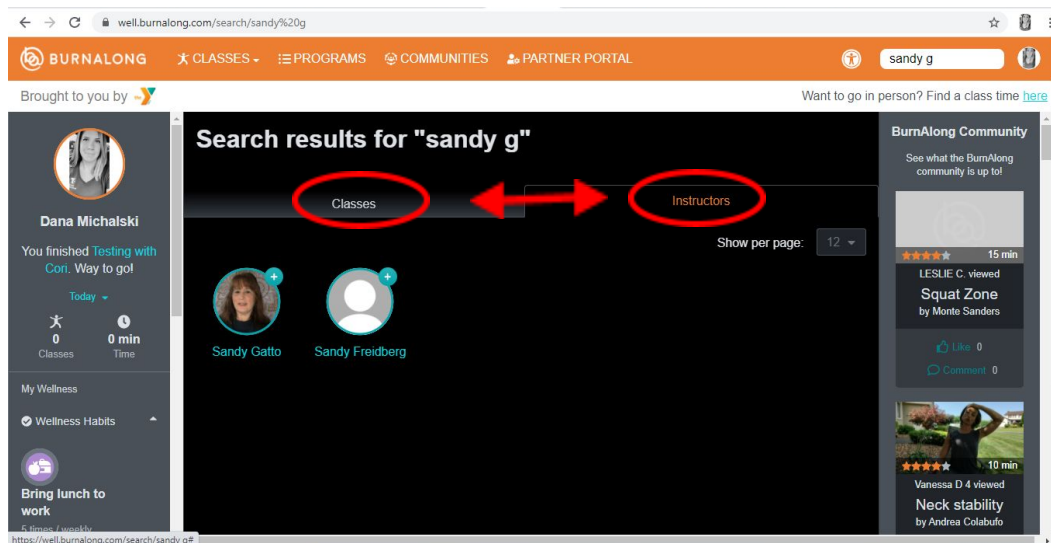 well.burnalong.com/search/sandy%20g
BURNALONG CLASSES PROGRAMS COMMUNITIES PARTNER PORTAL sandy g
Brought to you by the Y Want to go in person? Find a class time here
Dana Michalski
You finished Testing with
Cori. Way to go!
Today
0 0 min
Classes Time
My Wellness
Wellness Habits
Bring lunch to
work
5 times / weekly
https://well.burnalong.com/search/sandy g#
Search results for "sandy g"
Classes Instructors
Show per page: 12
Sandy Gatto Sandy Freidberg
BurnAlong Community
See what the BurnAlong
community is up to!
15 min
LESLIE C. viewed
Squat Zone
by Monte Sanders
Like 0
Comment 0
10 min
Vanessa D 4 viewed
Neck stability
by Andrea Colabufo